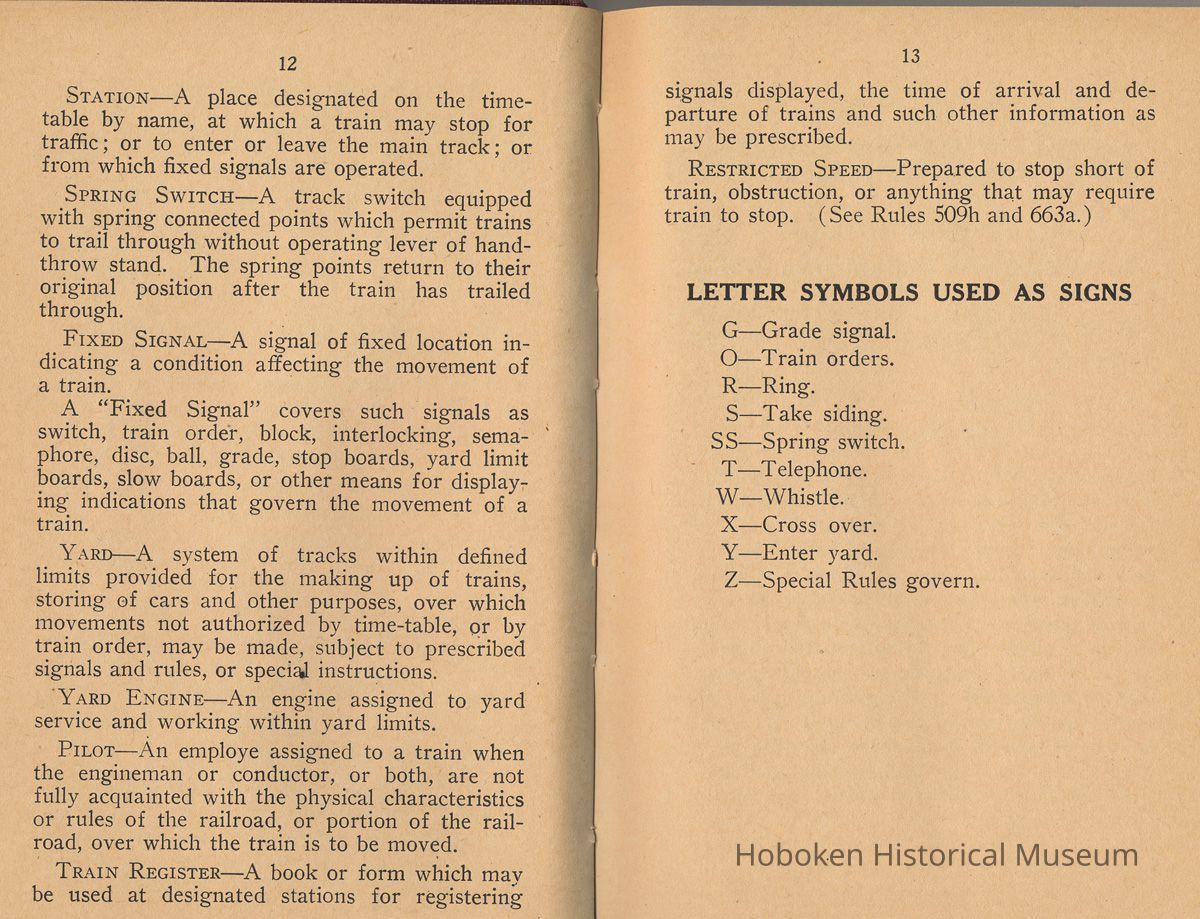 12
STATION—A place designated on the time-
table by name, at which a train may stop for
traffic; or to enter or leave the main track; or
from which fixed signals are operated.
SPRING SWITCH—A track switch equipped
with spring connected points which permit trains
to trail through without operating lever of hand-
throw stand. The spring points return to their
original position after the train has trailed
through.
FIXED SIGNAL—A signal of fixed location in-
dicating a condition affecting the movement of
a train.
A “Fixed Signal” covers such signals as
switch, train order, block, interlocking, sema-
phore, disc, ball, grade, stop boards, yard limit
boards, slow boards, or other means for display-
ing indications that govern the movement of a
train.
YARD—A system of tracks within defined
limits provided for the making up of trains,
storing of cars and other purposes, over which
movements not authorized by time-table, or by
train order, may be made, subject to prescribed
signals and rules, or special instructions.
YARD ENGINE—An engine assigned to yard
service and working within yard limits.
PILOT—An employe assigned to a train when
the engineman or conductor, or both, are not
fully acquainted with the physical characteristics
or rules of the railroad, or portion of the rail-
road, over which the train is to be moved.
TRAIN REGISTER—A book or form which may
be used at designated stations for registering
13
signals displayed, the time of arrival and de-
parture of trains and such other information as
may be prescribed.
RESTRICTED SPEED—Prepared to stop short of
train, obstruction, or anything that may require
train to stop. (See Rules 509h and 663a.)
LETTER SYMBOLS USED AS SIGNS
G—Grade signal.
O—Train orders.
R—Ring.
S—Take siding.
SS—Spring switch.
T—Telephone.
W—Whistle.
X—Cross over.
Y—Enter yard.
Z—Special Rules govern.
Hoboken Historical Museum